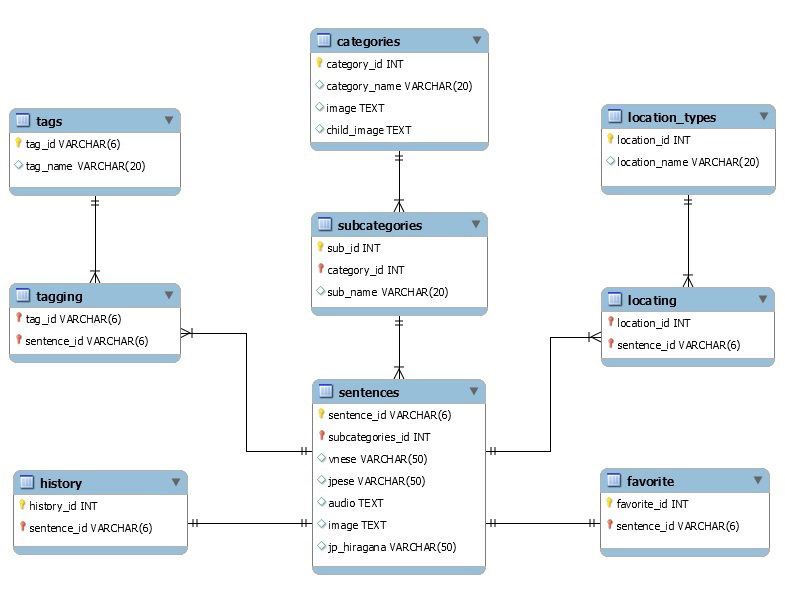 categories
category_id INT
category_name VARCHAR(20)
image TEXT
child_image TEXT
tags
tag_id VARCHAR(6)
tag_name VARCHAR(20)
location_types
location_id INT
location_name VARCHAR(20)
subcategories
sub_id INT
category_id INT
sub_name VARCHAR(20)
tagging
tag_id VARCHAR(6)
sentence_id VARCHAR(6)
locating
location_id INT
sentence_id VARCHAR(6)
sentences
sentence_id VARCHAR(6)
subcategories_id INT
vnese VARCHAR(50)
jpese VARCHAR(50)
audio TEXT
image TEXT
jp_hiragana VARCHAR(50)
history
history_id INT
sentence_id VARCHAR(6)
favorite
favorite_id INT
sentence_id VARCHAR(6)